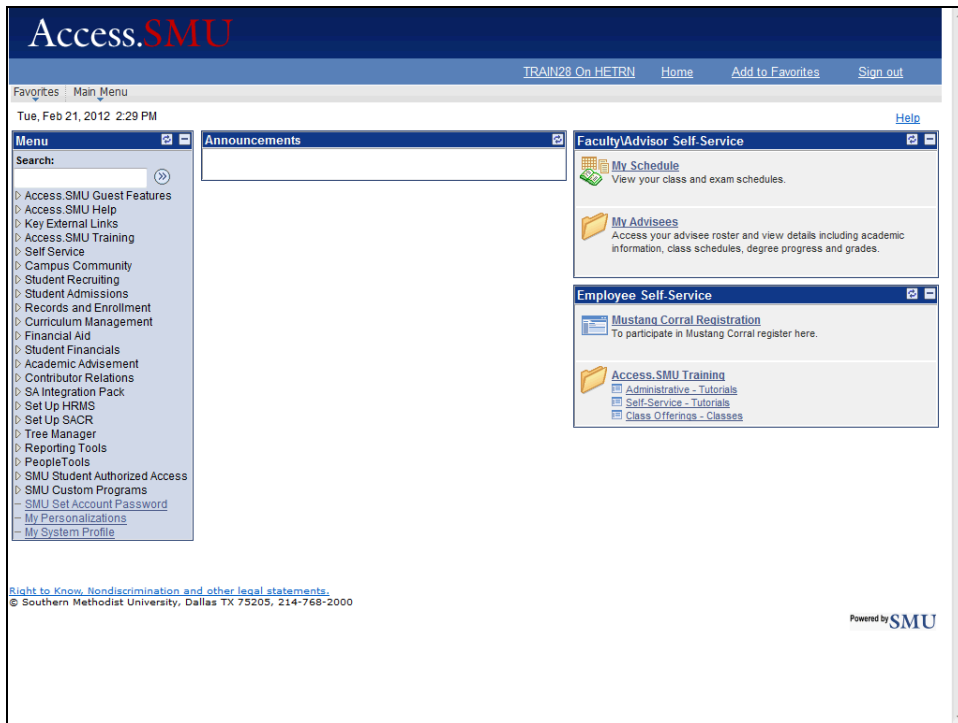 Access.SMU
TRAIN28 On HETRN Home Add to Favorites Sign out
Favorites Main Menu
Tue, Feb 21, 2012 2:29 PM
Help
Menu
Search:
Access.SMU Guest Features
Access.SMU Help
Key External Links
Access.SMU Training
Self Service
Campus Community
Student Recruiting
Student Admissions
Records and Enrollment
Curriculum Management
Financial Aid
Student Financials
Academic Advisement
Contributor Relations
SA Integration Pack
Set Up HRMS
Set Up SACR
Tree Manager
Reporting Tools
PeopleTools
SMU Student Authorized Access
SMU Custom Programs
SMU Set Account Password
My Personalizations
My System Profile
Announcements
Faculty\Advisor Self-Service
My Schedule
View your class and exam schedules.
My Advisees
Access your advisee roster and view details including academic
information, class schedules, degree progress and grades.
Employee Self-Service
Mustang Corral Registration
To participate in Mustang Corral register here.
Access.SMU Training
Administrative - Tutorials
Self-Service - Tutorials
Class Offerings - Classes
Right to Know, Nondiscrimination and other legal statements.
© Southern Methodist University, Dallas TX 75205, 214-768-2000
Powered by SMU